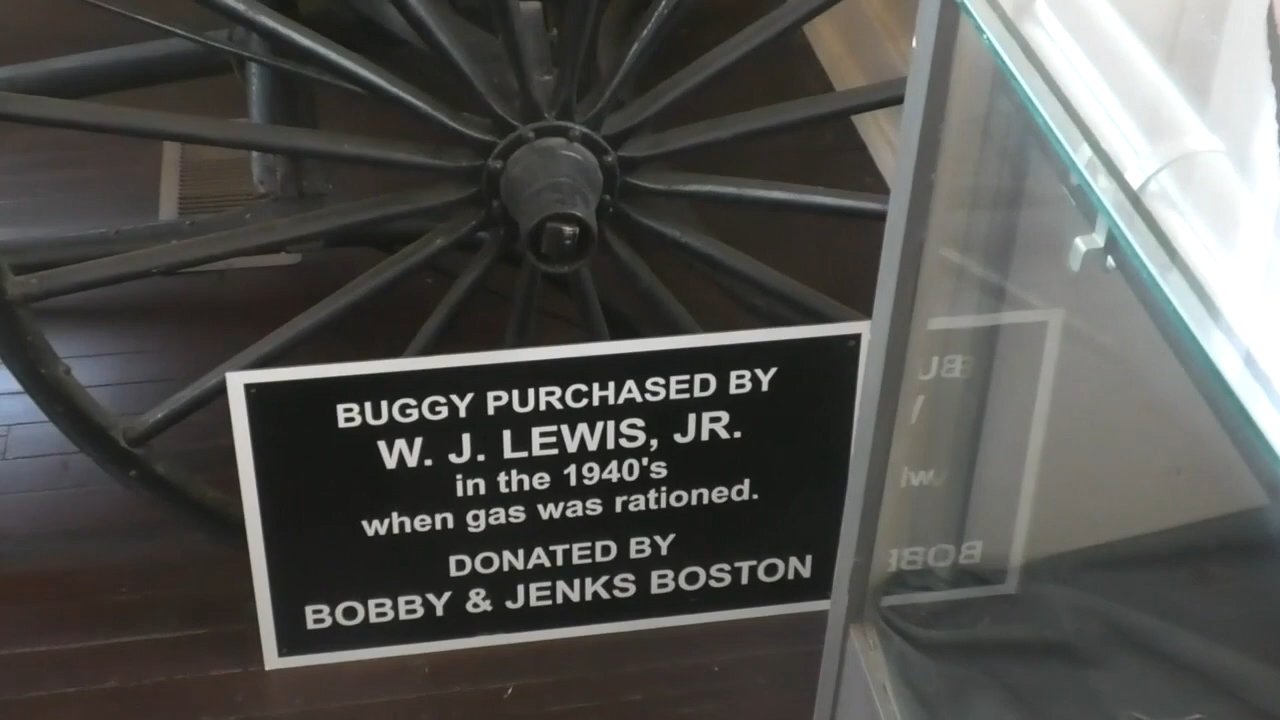 BUGGY PURCHASED BY
W. J. LEWIS, JR.
in the 1940's
when gas was rationed.
DONATED BY
BOBBY & JENKS BOSTON